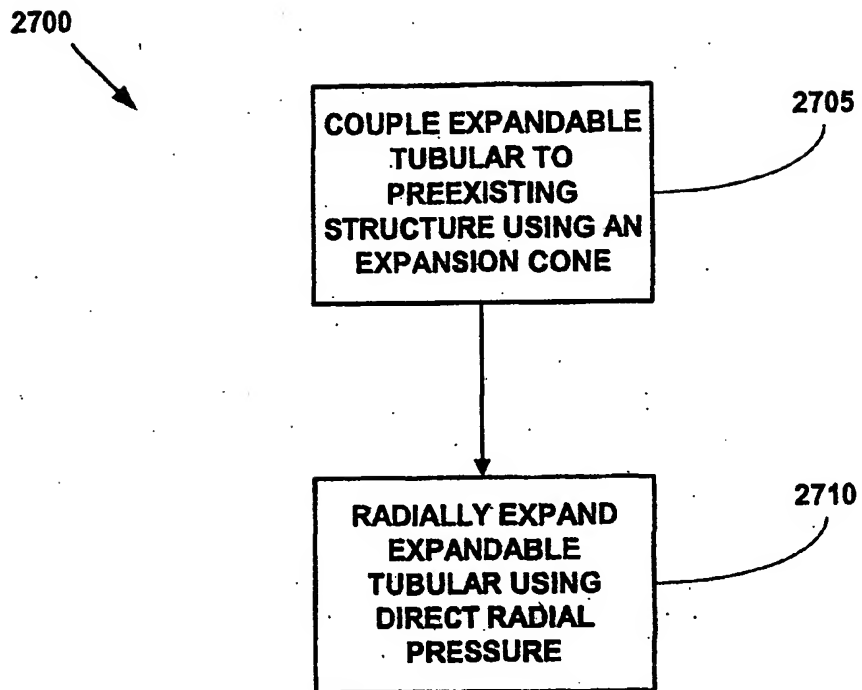 2700
COUPLE EXPANDABLE
TUBULAR TO
PREEXISTING
STRUCTURE USING AN
EXPANSION CONE
2705
RADIALLY EXPAND
EXPANDABLE
TUBULAR USING
DIRECT RADIAL
PRESSURE
2710